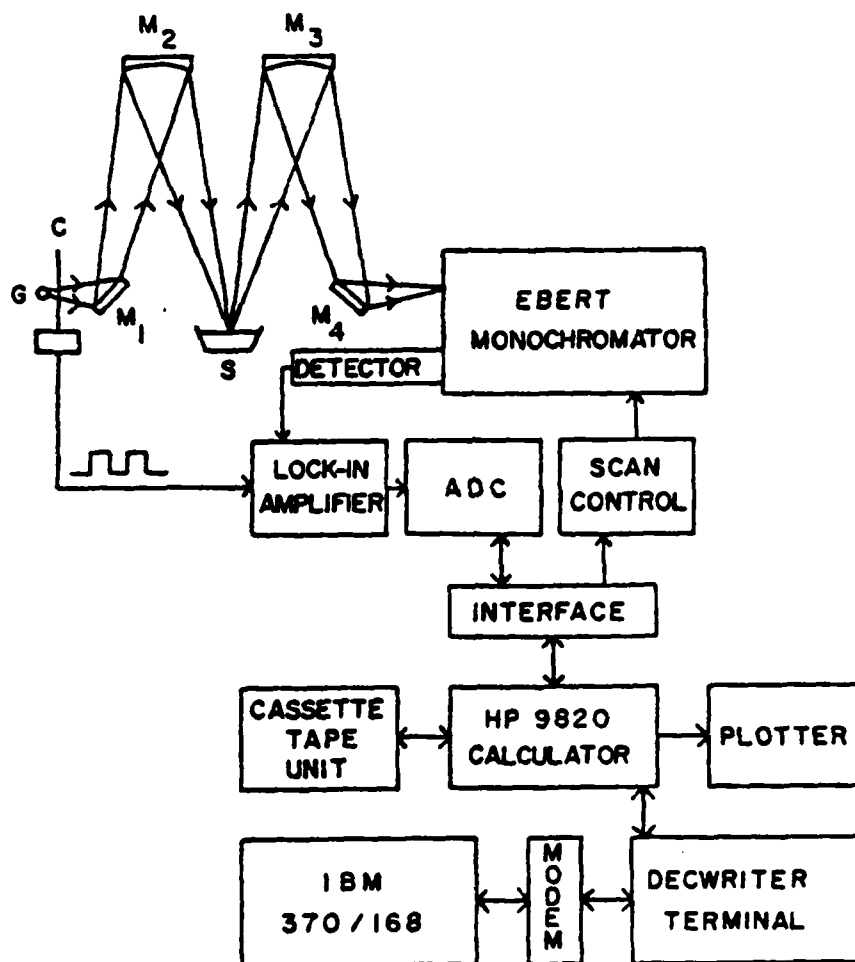 M2
M3
C
G
M1
M4
S
EBERT
MONOCHROMATOR
DETECTOR
LOCK-IN
AMPLIFIER
ADC
SCAN
CONTROL
INTERFACE
CASSETTE
TAPE
UNIT
HP 9820
CALCULATOR
PLOTTER
IBM
370/168
MODEM
DECWRITER
TERMINAL